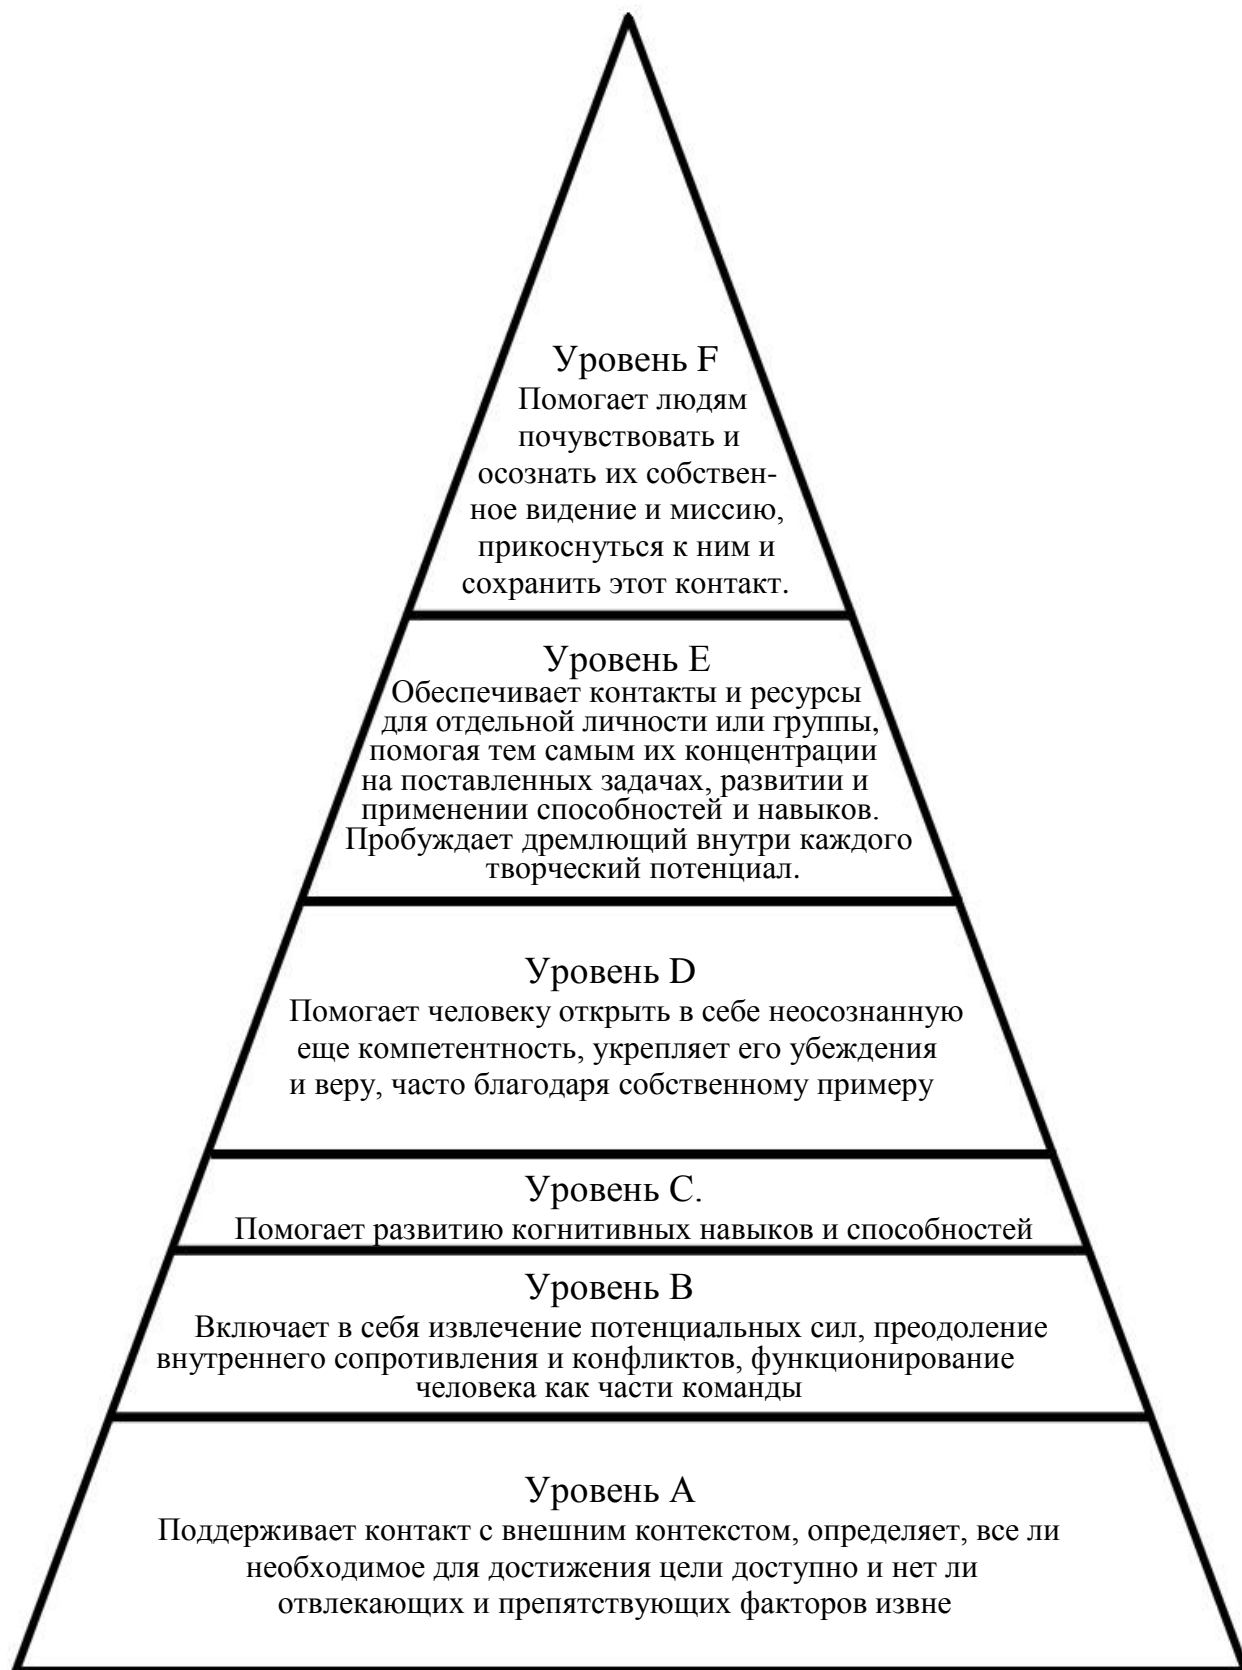 Уровень F
Помогает людям
почувствовать и
осознать их собствен-
ное видение и миссию,
прикоснуться к ним и
сохранить этот контакт.
Уровень E
Обеспечивает контакты и ресурсы
для отдельной личности или группы,
помогая тем самым их концентрации
на поставленных задачах, развитии и
применении способностей и навыков.
Пробуждает дремлющий внутри каждого
творческий потенциал.
Уровень D
Помогает человеку открыть в себе неосознанную
еще компетентность, укрепляет его убеждения
и веру, часто благодаря собственному примеру
Уровень C.
Помогает развитию когнитивных навыков и способностей
Уровень B
Включает в себя извлечение потенциальных сил, преодоление
внутреннего сопротивления и конфликтов, функционирование
человека как части команды
Уровень A
Поддерживает контакт с внешним контекстом, определяет, все ли
необходимое для достижения цели доступно и нет ли
отвлекающих и препятствующих факторов извне